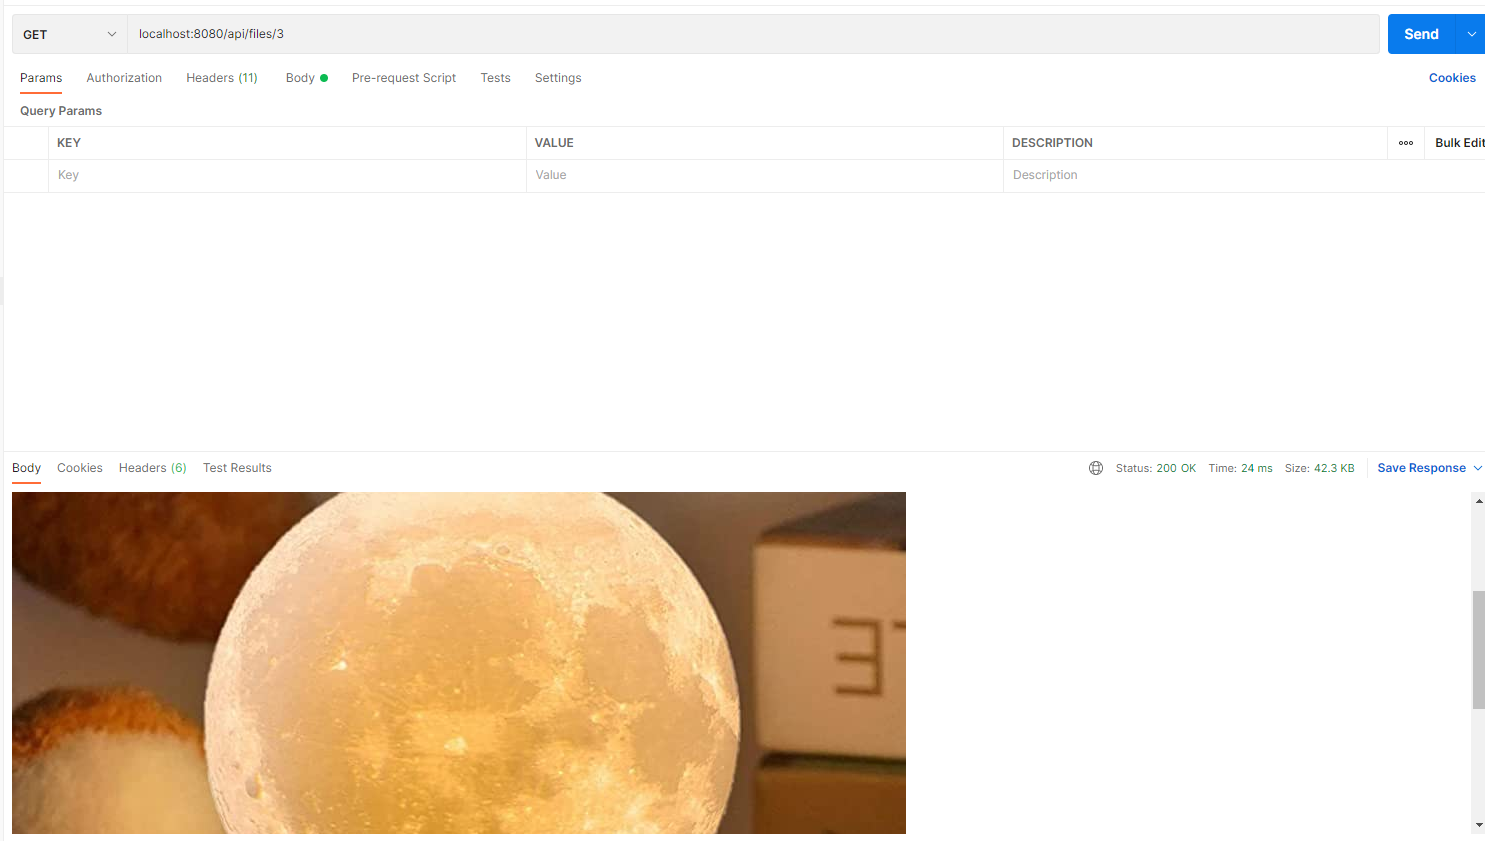 GET localhost:8080/api/files/3 Send
Params Authorization Headers (11) Body Pre-request Script Tests Settings Cookies
Query Params
KEY VALUE DESCRIPTION Bulk Edit
Key Value Description
Body Cookies Headers (6) Test Results Status: 200 OK Time: 24 ms Size: 42.3 KB Save Response